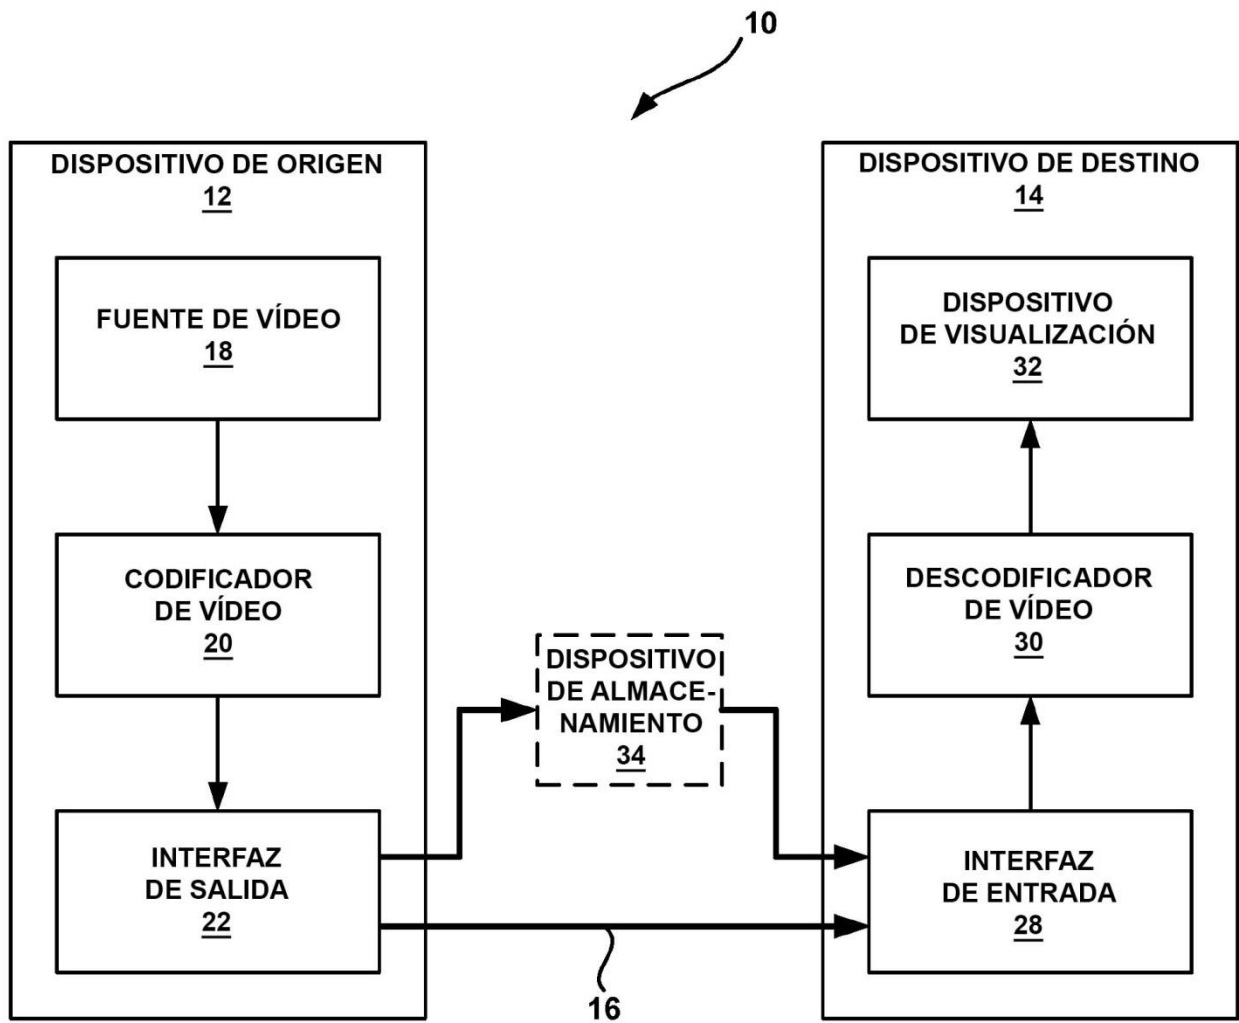 10
DISPOSITIVO DE ORIGEN
12
FUENTE DE VÍDEO
18
CODIFICADOR
DE VÍDEO
20
INTERFAZ
DE SALIDA
22
DISPOSITIVO
DE ALMACE-
NAMIENTO
34
16
DISPOSITIVO DE DESTINO
14
DISPOSITIVO
DE VISUALIZACIÓN
32
DESCODIFICADOR
DE VÍDEO
30
INTERFAZ
DE ENTRADA
28